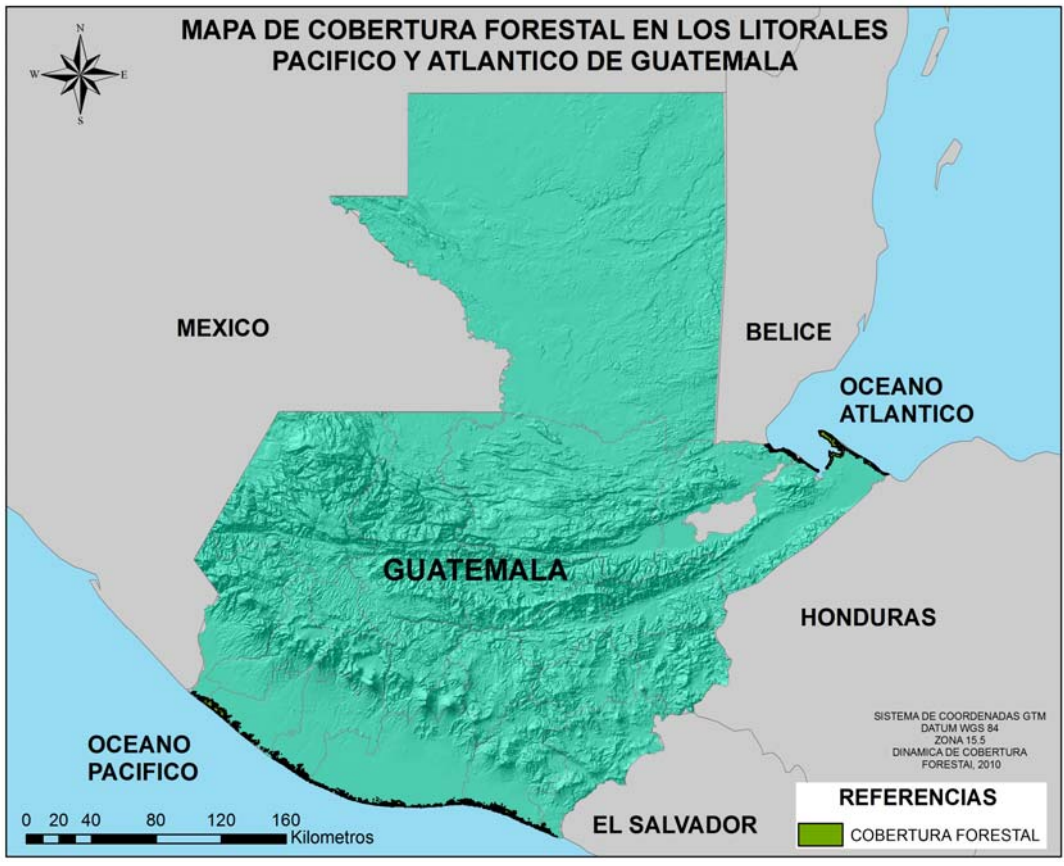 MAPA DE COBERTURA FORESTAL EN LOS LITORALES
PACIFICO Y ATLANTICO DE GUATEMALA
N
W
E
S
MEXICO
BELICE
OCEANO
ATLANTICO
GUATEMALA
HONDURAS
OCEANO
PACIFICO
EL SALVADOR
SISTEMA DE COORDENADAS GTM
DATUM WGS 84
ZONA 15.5
DINAMICA DE COBERTURA
FORESTAl, 2010
REFERENCIAS
COBERTURA FORESTAL
0 20 40 80 120 160
Kilometros